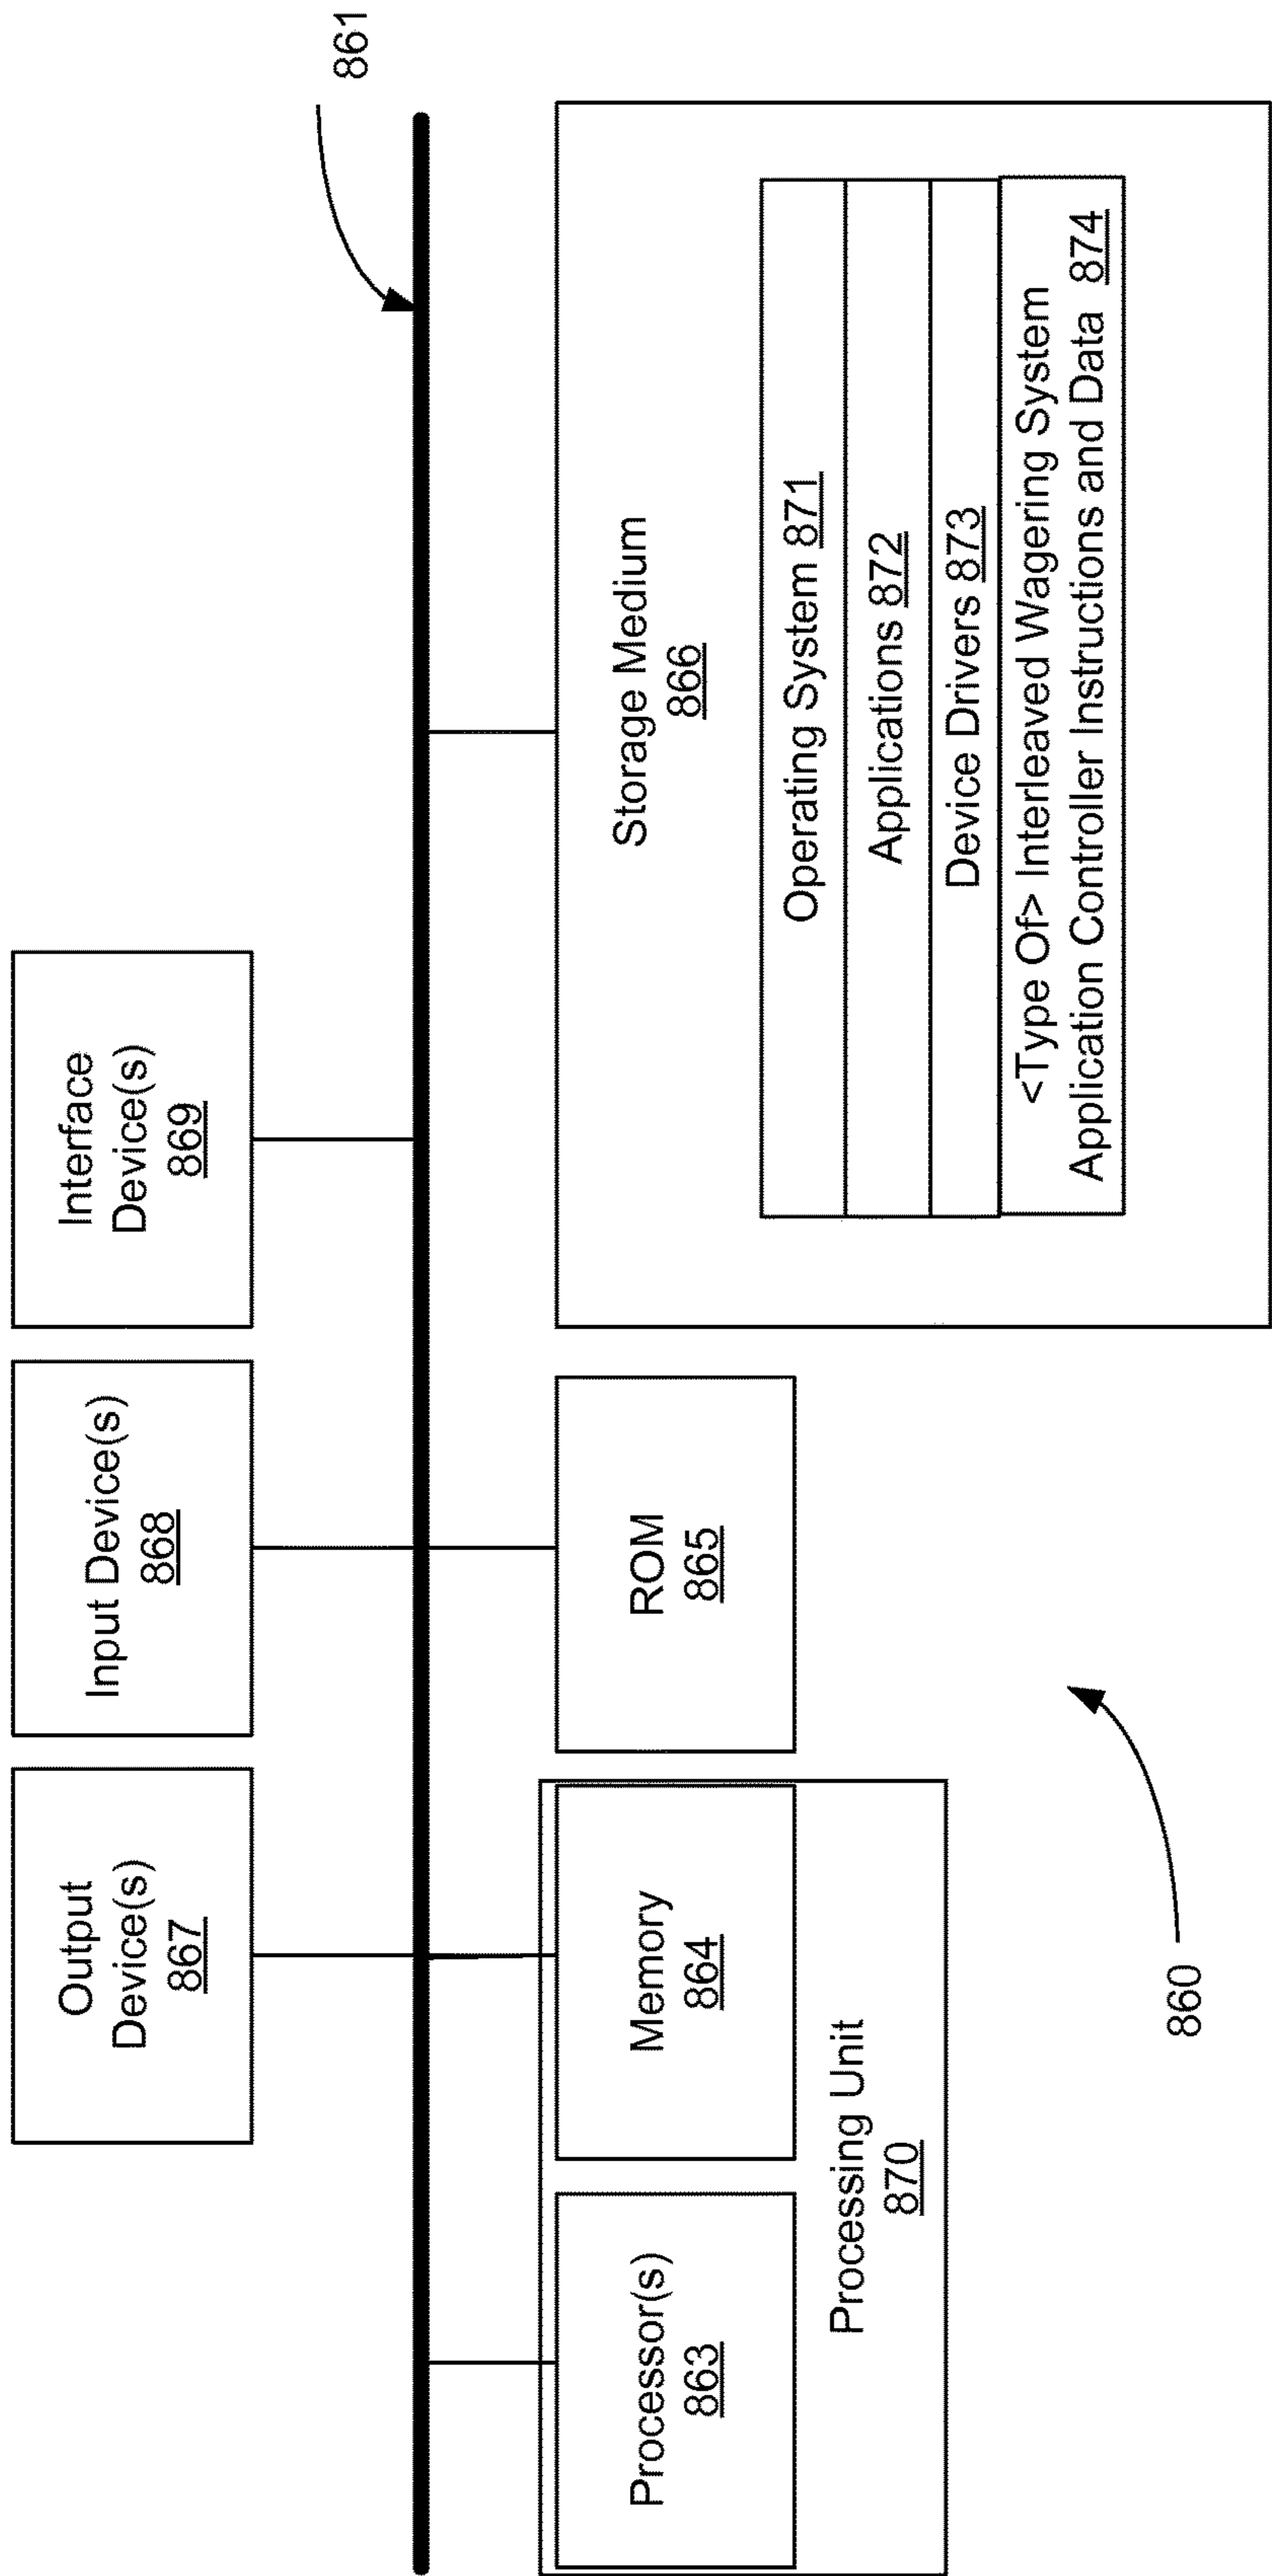 861
Output
Device(s)
867
Input Device(s)
868
Interface
Device(s)
869
Processor(s)
863
Memory
864
Processing Unit
870
ROM
865
Storage Medium
866
Operating System 871
Applications 872
Device Drivers 873
<Type Of> Interleaved Wagering System
Application Controller Instructions and Data 874
860